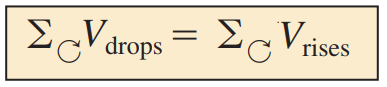 Σ↻V_drops = Σ↻V_rises